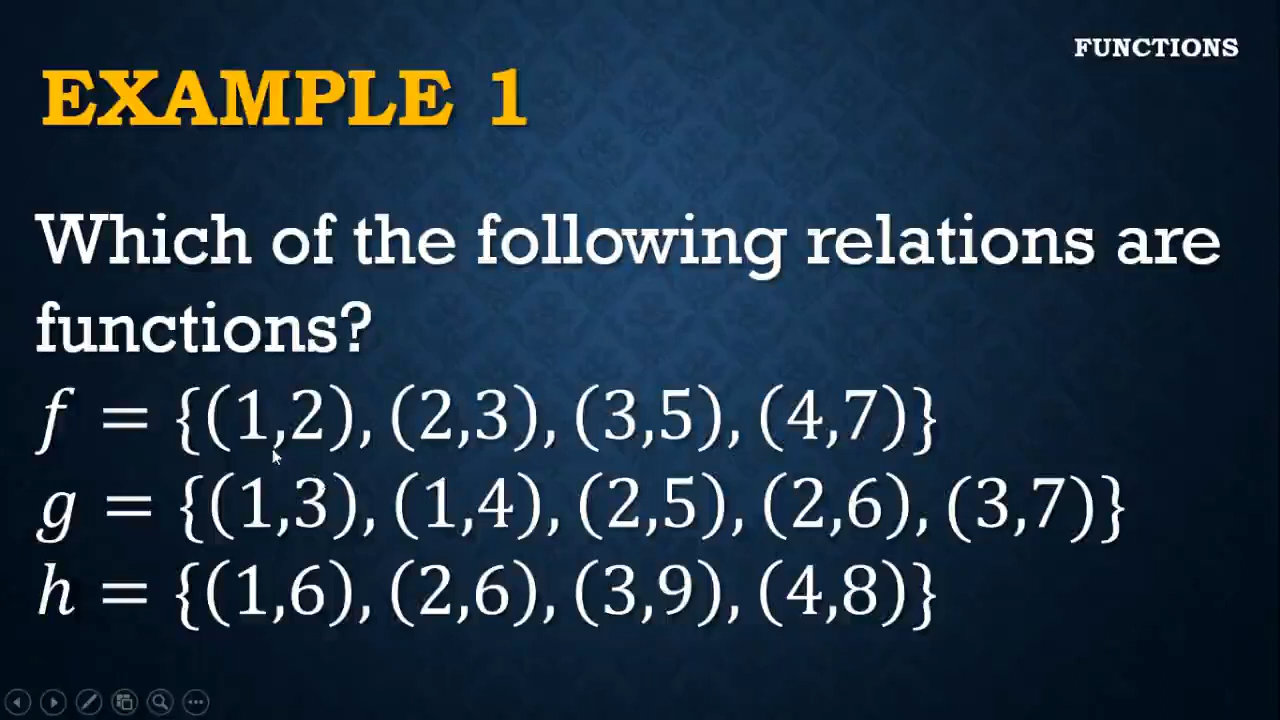 FUNCTIONS
EXAMPLE 1
Which of the following relations are
functions?
𝑓 = {(1,2), (2,3), (3,5), (4,7)}
𝑔 = {(1,3), (1,4), (2,5), (2,6), (3,7)}
ℎ = {(1,6), (2,6), (3,9), (4,8)}